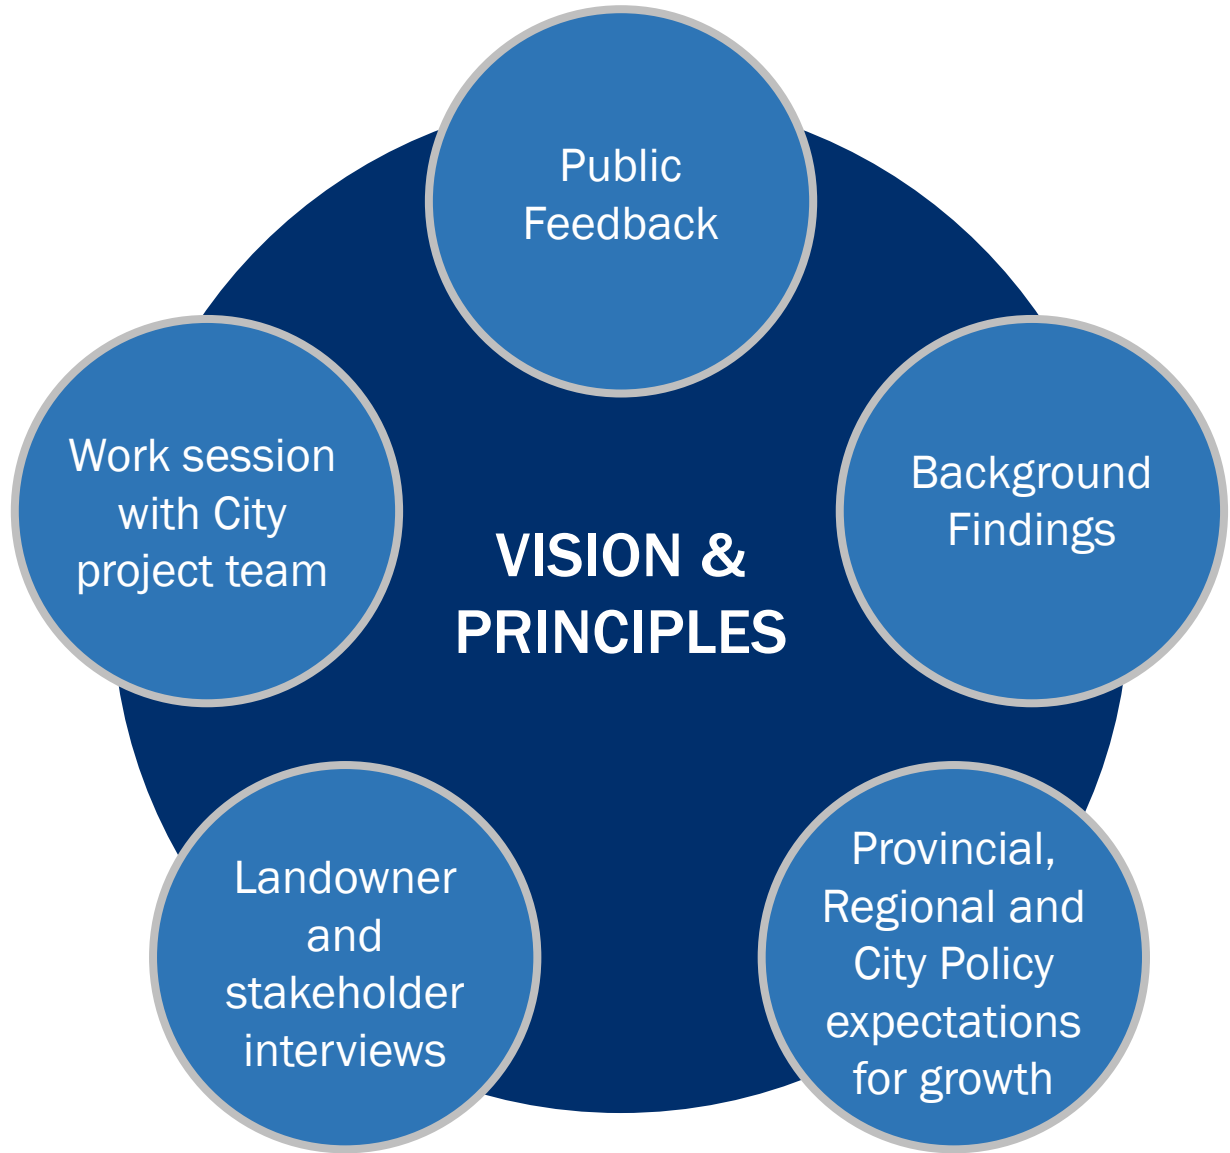 Public
Feedback
Background
Findings
Provincial,
Regional and
City Policy
expectations
for growth
Landowner
and
stakeholder
interviews
Work session
with City
project team
VISION &
PRINCIPLES